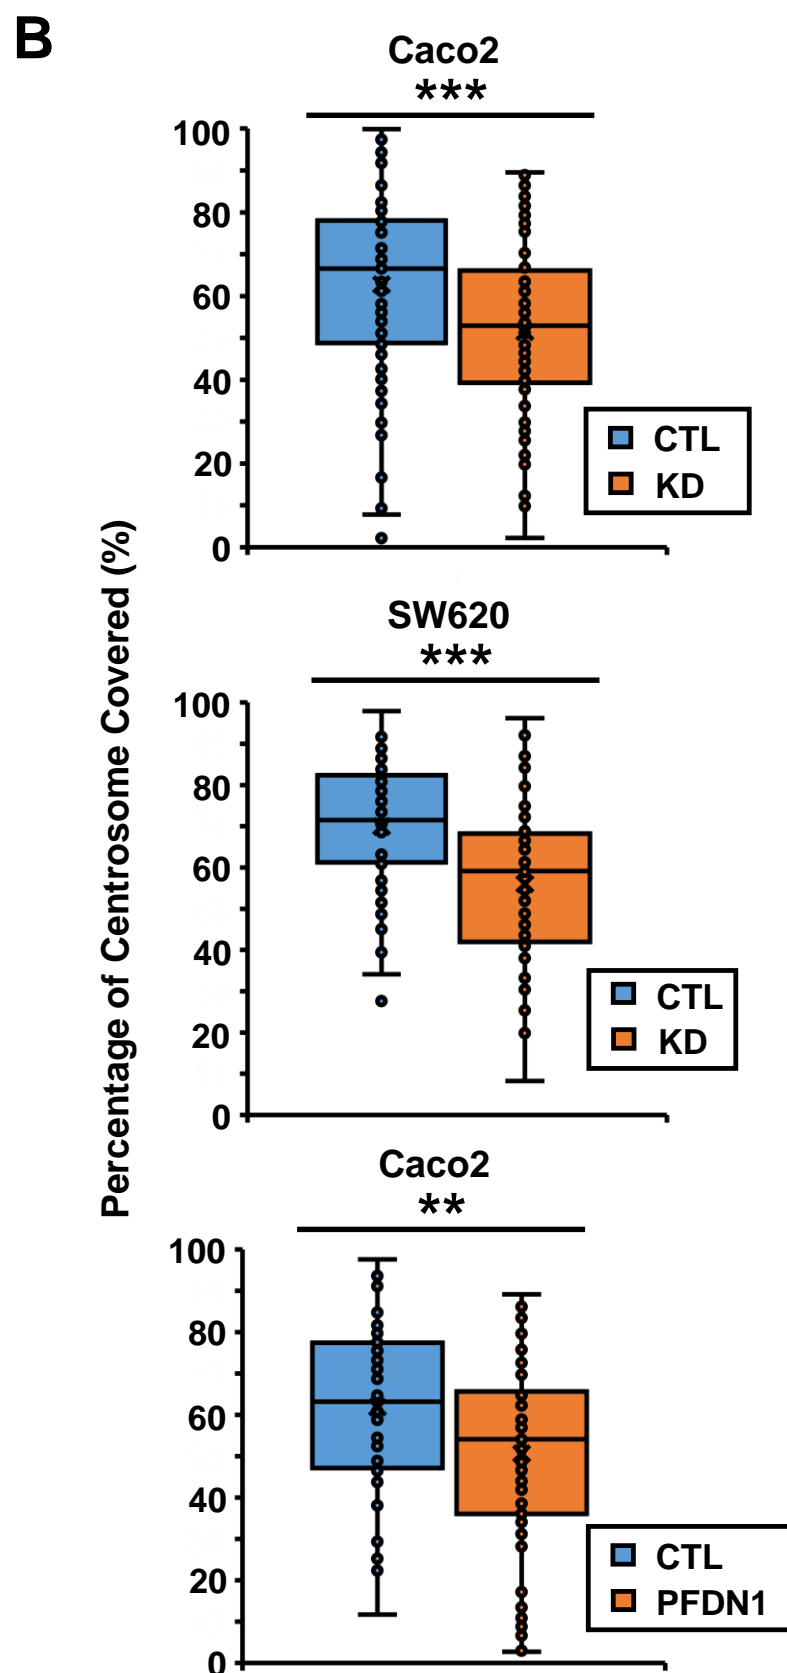 B
Caco2
***
100
80
60
40
20
0
CTL
KD
Percentage of Centrosome Covered (%)
SW620
***
100
80
60
40
20
0
CTL
KD
Caco2
**
100
80
60
40
20
0
CTL
PFDN1